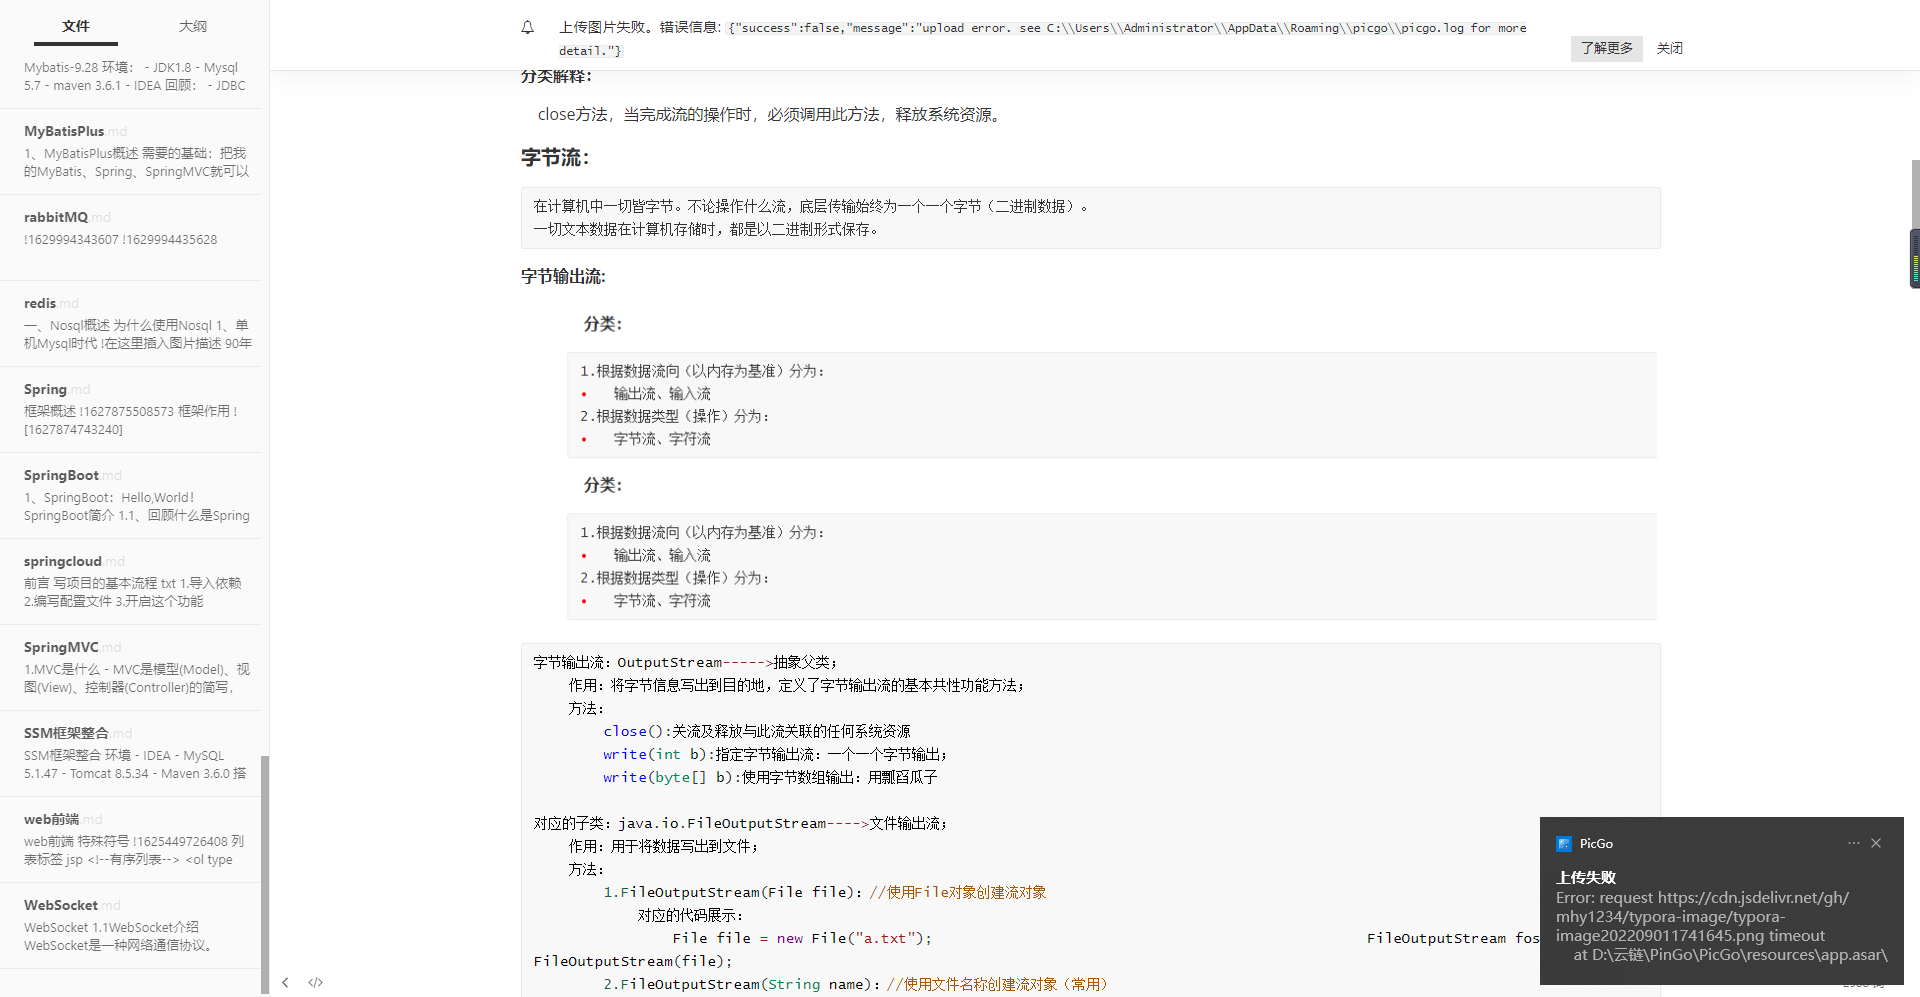 文件
大纲
Mybatis-9.28 环境： - JDK1.8 - Mysql
5.7 - maven 3.6.1 - IDEA 回顾： - JDBC
MyBatisPlus.md
1、MyBatisPlus概述 需要的基础：把我
的MyBatis、Spring、SpringMVC就可以
rabbitMQ.md
!1629994343607 !1629994435628
redis.md
一、Nosql概述 为什么使用Nosql 1、单
机Mysql时代 !在这里插入图片描述 90年
Spring.md
框架概述 !1627875508573 框架作用 !
[1627874743240]
SpringBoot.md
1、SpringBoot：Hello,World！
SpringBoot简介 1.1、回顾什么是Spring
springcloud.md
前言 写项目的基本流程 txt 1.导入依赖
2.编写配置文件 3.开启这个功能
SpringMVC.md
1.MVC是什么 - MVC是模型(Model)、视
图(View)、控制器(Controller)的简写，
SSM框架整合.md
SSM框架整合 环境 - IDEA - MySQL
5.1.47 - Tomcat 8.5.34 - Maven 3.6.0 搭
web前端.md
web前端 特殊符号 !1625449726408 列
表标签 jsp <!--有序列表--> <ol type
WebSocket.md
WebSocket 1.1WebSocket介绍
WebSocket是一种网络通信协议。
上传图片失败。错误信息: {"success":false,"message":"upload error. see C:\\Users\\Administrator\\AppData\\Roaming\\picgo\\picgo.log for more
detail."}
了解更多 关闭
分类解释：
close方法，当完成流的操作时，必须调用此方法，释放系统资源。
字节流：
在计算机中一切皆字节。不论操作什么流，底层传输始终为一个一个字节（二进制数据）。
一切文本数据在计算机存储时，都是以二进制形式保存。
字节输出流:
分类：
1.根据数据流向（以内存为基准）分为：
• 输出流、输入流
2.根据数据类型（操作）分为：
• 字节流、字符流
分类：
1.根据数据流向（以内存为基准）分为：
• 输出流、输入流
2.根据数据类型（操作）分为：
• 字节流、字符流
字节输出流：OutputStream----->抽象父类；
作用：将字节信息写出到目的地，定义了字节输出流的基本共性功能方法；
方法：
close():关流及释放与此流关联的任何系统资源
write(int b):指定字节输出流：一个一个字节输出；
write(byte[] b):使用字节数组输出：用瓢舀瓜子
对应的子类：java.io.FileOutputStream---->文件输出流；
作用：用于将数据写出到文件；
方法：
1.FileOutputStream(File file)：//使用File对象创建流对象
对应的代码展示：
File file = new File("a.txt"); FileOutputStream fos
FileOutputStream(file);
2.FileOutputStream(String name)：//使用文件名称创建流对象（常用）
PicGo
上传失败
Error: request https://cdn.jsdelivr.net/gh/
mhy1234/typora-image/typora-
image202209011741645.png timeout
at D:\云链\PinGo\PicGo\resources\app.asar\